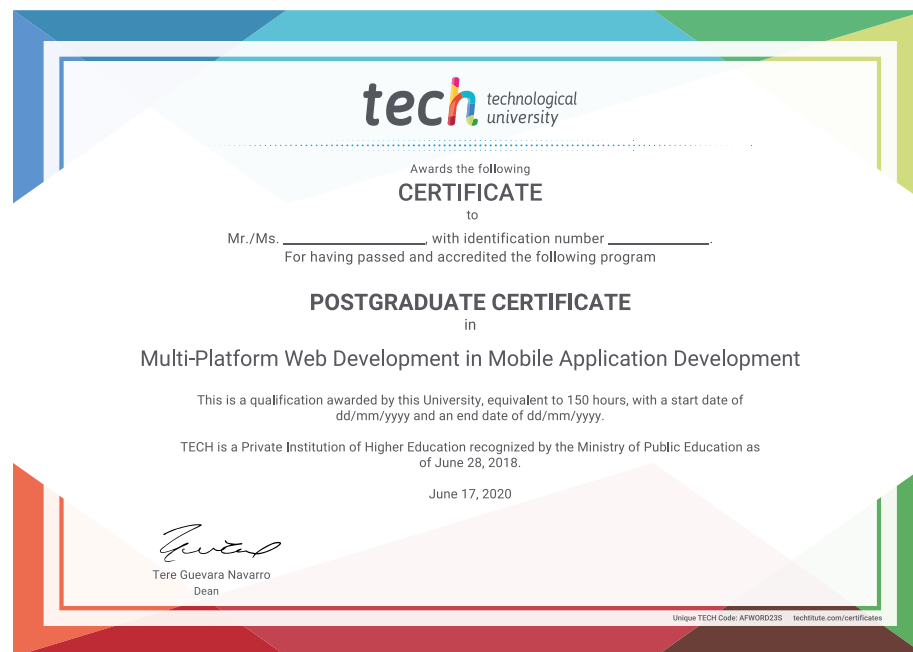 tech technological
university
Awards the following
CERTIFICATE
to
Mr./Ms. ____________________, with identification number ______________.
For having passed and accredited the following program
POSTGRADUATE CERTIFICATE
in
Multi-Platform Web Development in Mobile Application Development
This is a qualification awarded by this University, equivalent to 150 hours, with a start date of
dd/mm/yyyy and an end date of dd/mm/yyyy.
TECH is a Private Institution of Higher Education recognized by the Ministry of Public Education as
of June 28, 2018.
June 17, 2020
Tere Guevara Navarro
Dean
Unique TECH Code: AFWORD23S techtitute.com/certificates